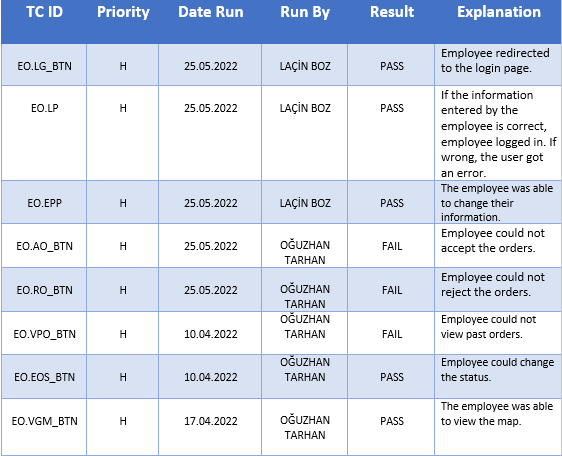 TC ID Priority Date Run Run By Result Explanation
EO.LG_BTN H 25.05.2022 LAÇİN BOZ PASS Employee redirected
to the login page.
EO.LP H 25.05.2022 LAÇİN BOZ PASS If the information
entered by the
employee is correct,
employee logged in. If
wrong, the user got
an error.
EO.EPP H 25.05.2022 LAÇİN BOZ PASS The employee was able
to change their
information.
EO.AO_BTN H 25.05.2022 OĞUZHAN FAIL Employee could not
TARHAN accept the orders.
EO.RO_BTN H 25.05.2022 OĞUZHAN FAIL Employee could not
TARHAN reject the orders.
EO.VPO_BTN H 10.04.2022 OĞUZHAN FAIL Employee could not
TARHAN view past orders.
EO.EOS_BTN H 10.04.2022 OĞUZHAN PASS Employee could change
TARHAN the status.
EO.VGM_BTN H 17.04.2022 OĞUZHAN PASS The employee was able
TARHAN to view the map.